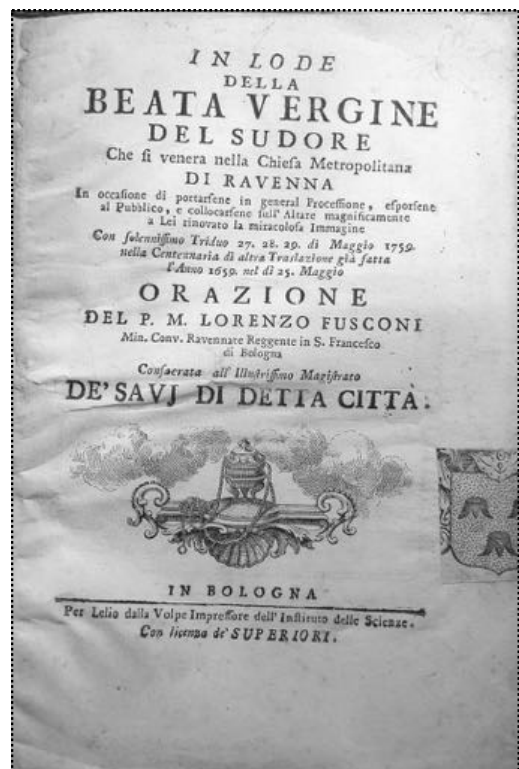 IN LODE
DELLA
BEATA VERGINE
DEL SUDORE
Che ſi venera nella Chieſa Metropolitana
DI RAVENNA
In occaſione di portarſene in general Proceſſione, eſporſene
al Pubblico, e collocarſene ſull' Altare magnificamente
a Lei rinovato la miracoloſa Immagine
Con ſolenniſſimo Triduo 27. 28. 29. di Maggio 1759.
nella Centennaria di altra Traslazione già fatta
l'Anno 1659. nel dì 25. Maggio
ORAZIONE
DEL P. M. LORENZO FUSCONI
Min. Conv. Ravennate Reggente in S. Franceſco
di Bologna
Conſacrata all' Illuſtriſſimo Magiſtrato
DE' SAVJ DI DETTA CITTÀ.
IN BOLOGNA
Per Lelio dalla Volpe Impreſſore dell' Inſtituto delle Scienze.
Con licenza de' SUPERIORI.